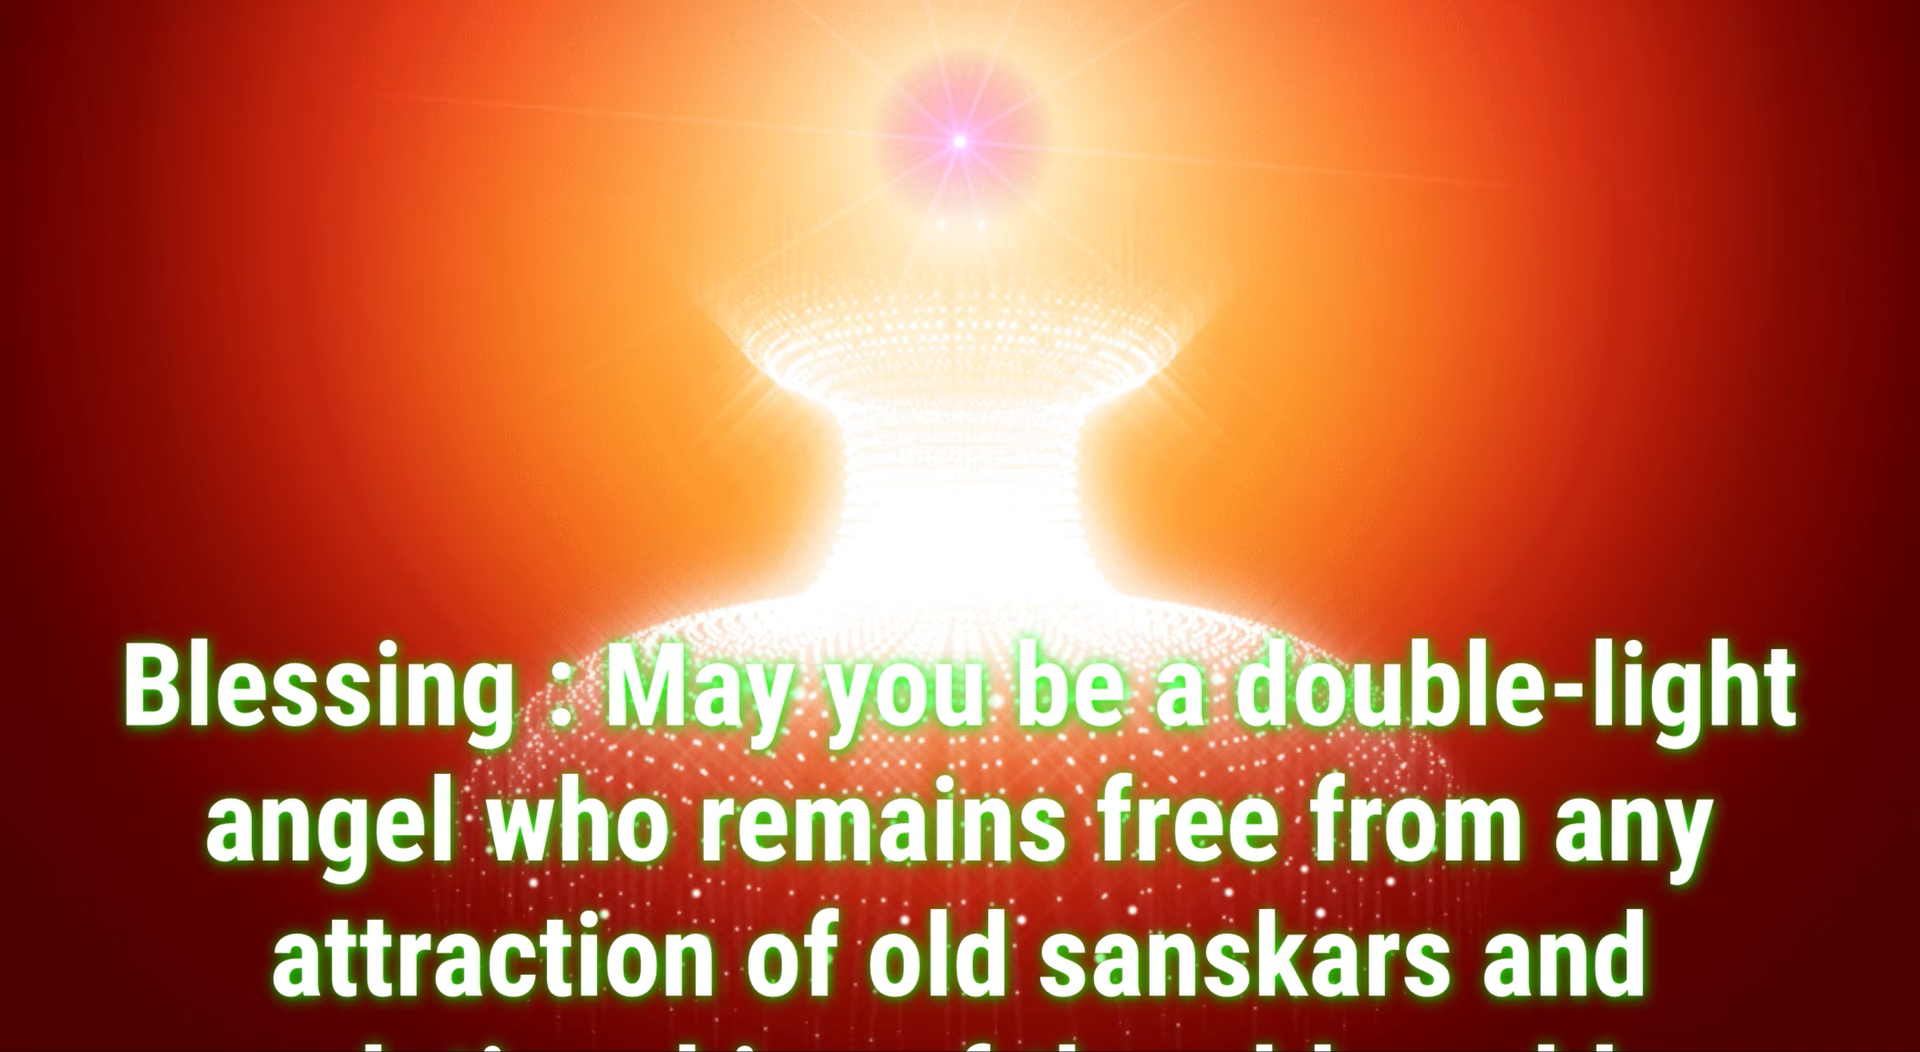 Blessing : May you be a double-light
angel who remains free from any
attraction of old sanskars and